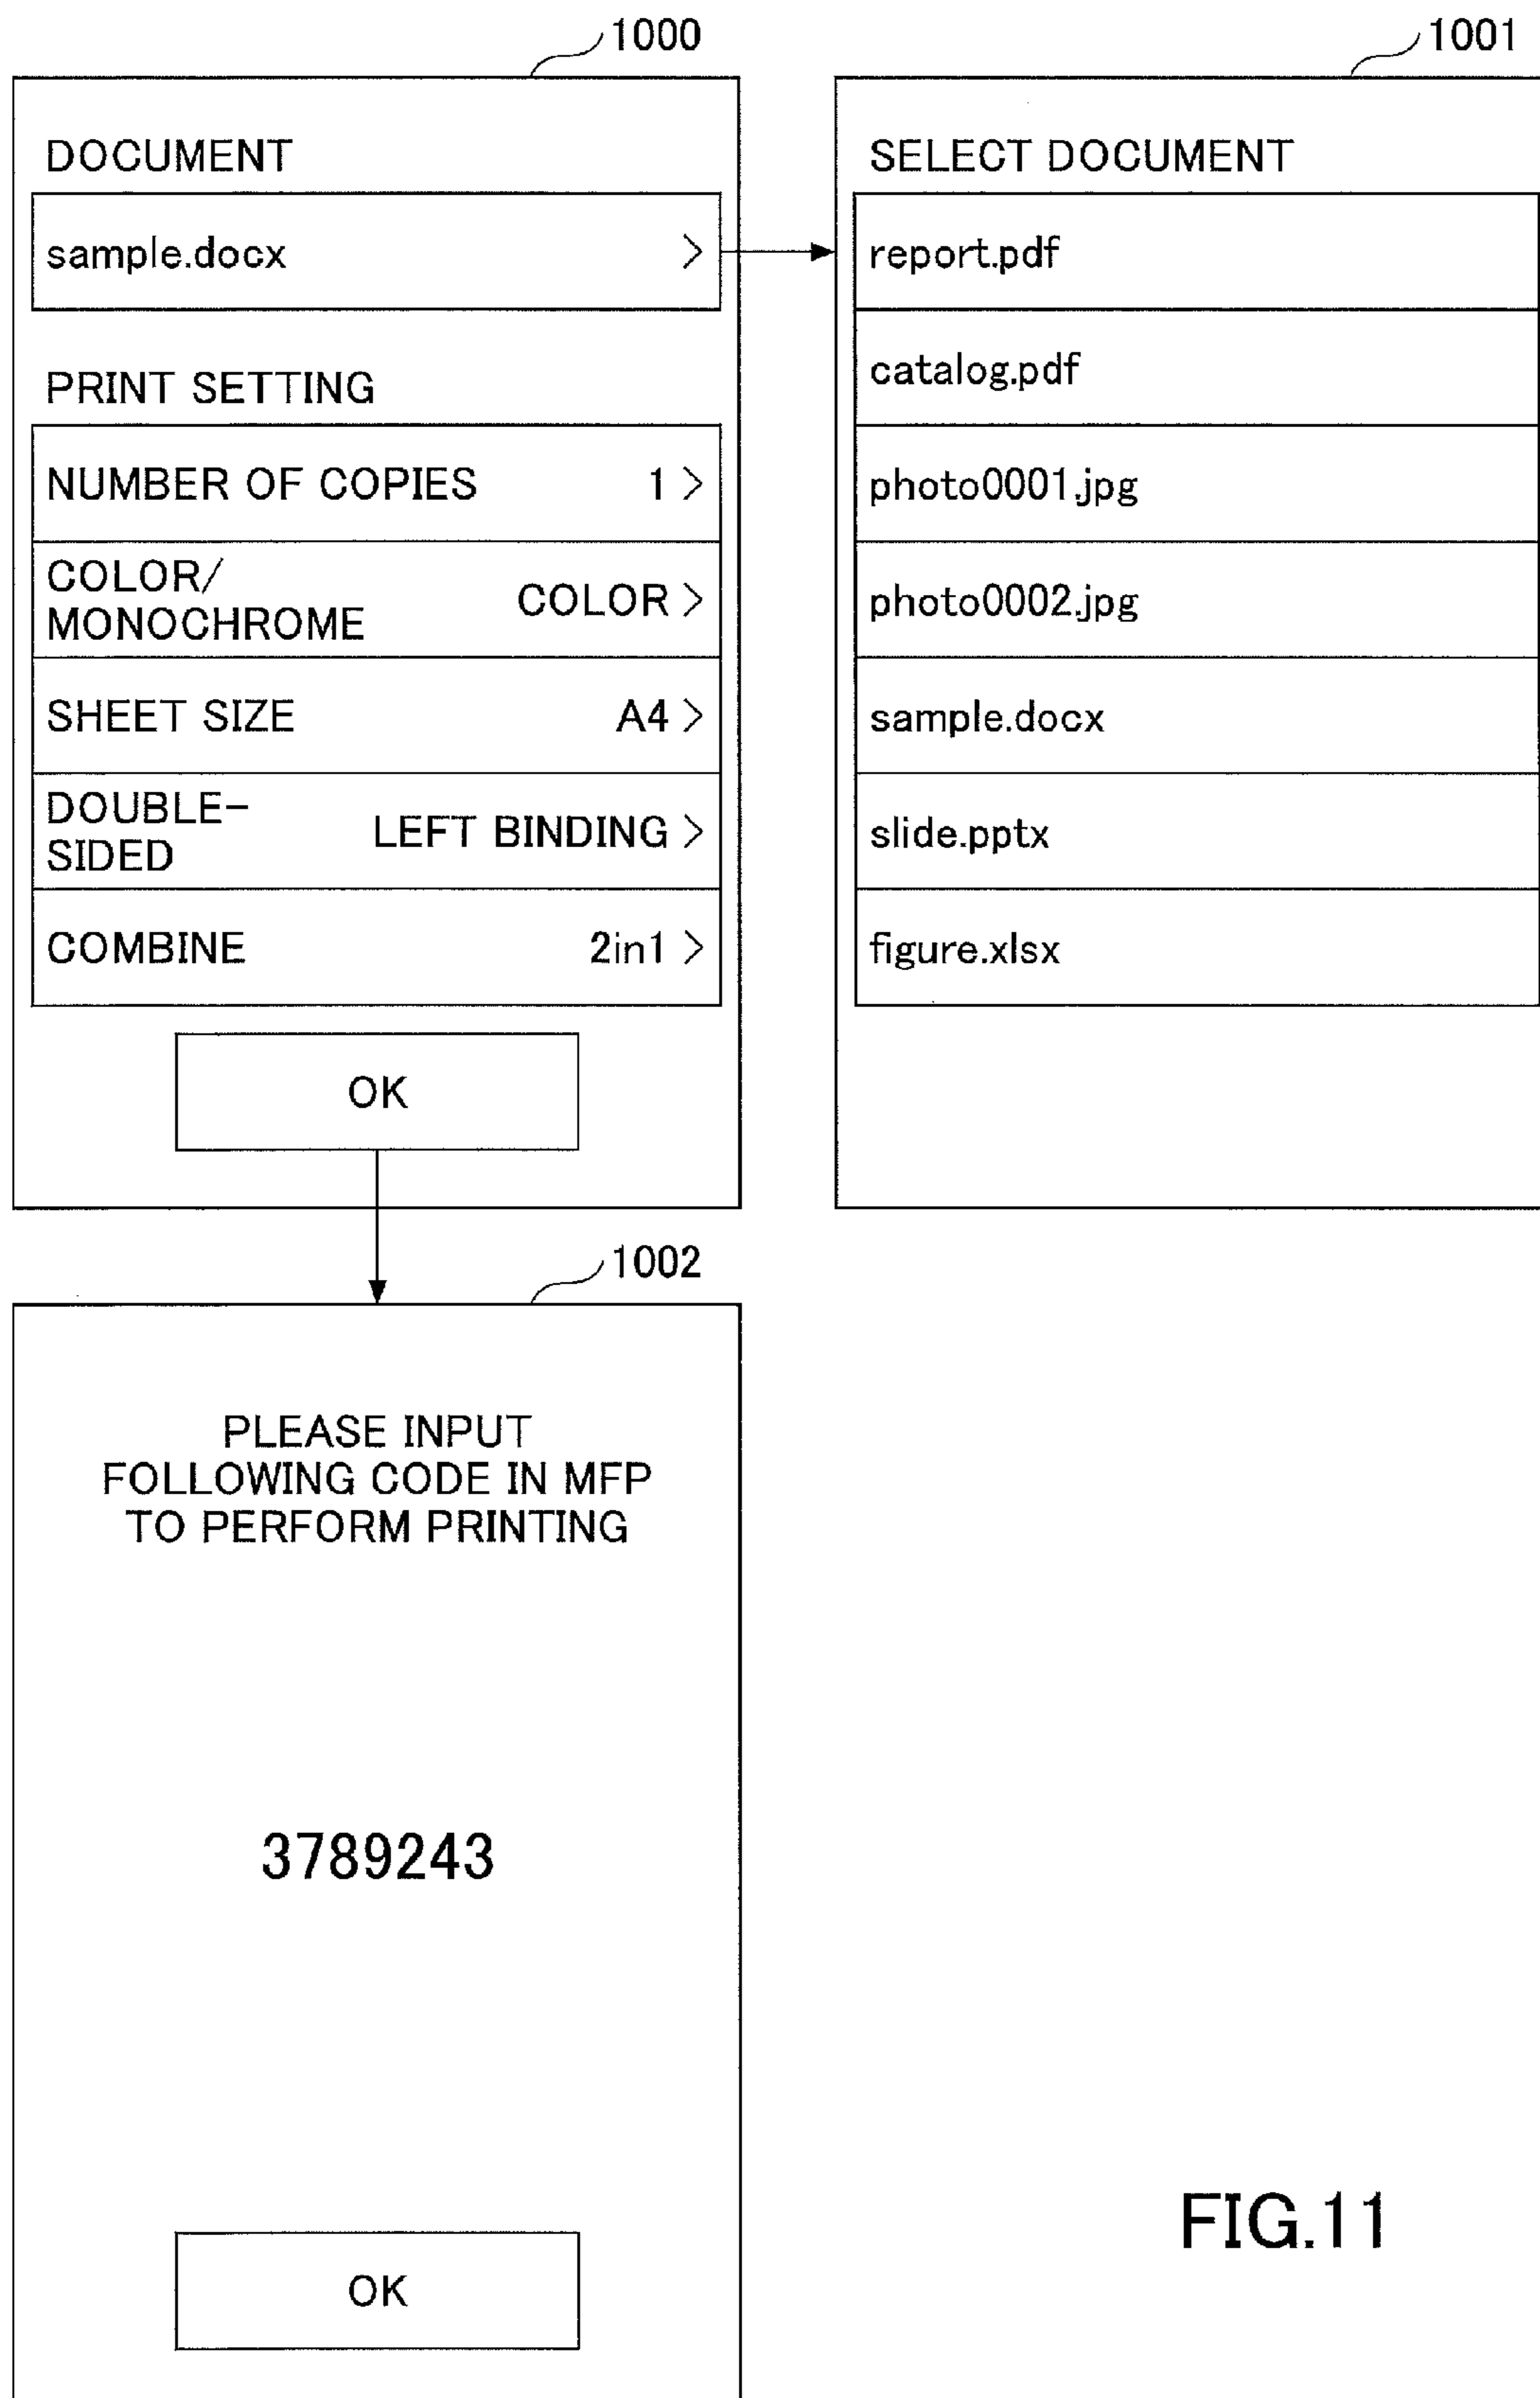 1000
DOCUMENT
sample.docx >
PRINT SETTING
NUMBER OF COPIES 1 >
COLOR/
MONOCHROME COLOR >
SHEET SIZE A4 >
DOUBLE-
SIDED LEFT BINDING >
COMBINE 2in1 >
OK
1001
SELECT DOCUMENT
report.pdf
catalog.pdf
photo0001.jpg
photo0002.jpg
sample.docx
slide.pptx
figure.xlsx
1002
PLEASE INPUT
FOLLOWING CODE IN MFP
TO PERFORM PRINTING
3789243
OK
FIG.11